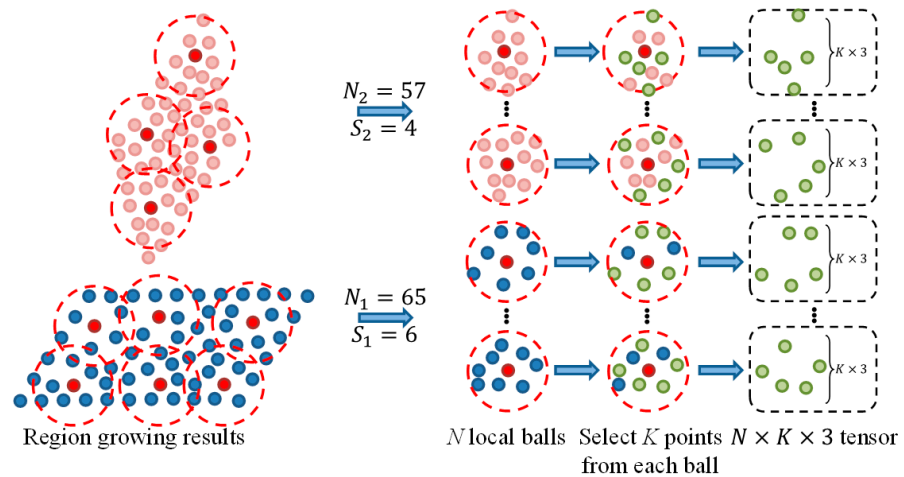 N₂ = 57
S₂ = 4
K × 3
K × 3
N₁ = 65
S₁ = 6
K × 3
K × 3
Region growing results
N local balls
Select K points
from each ball
N × K × 3 tensor